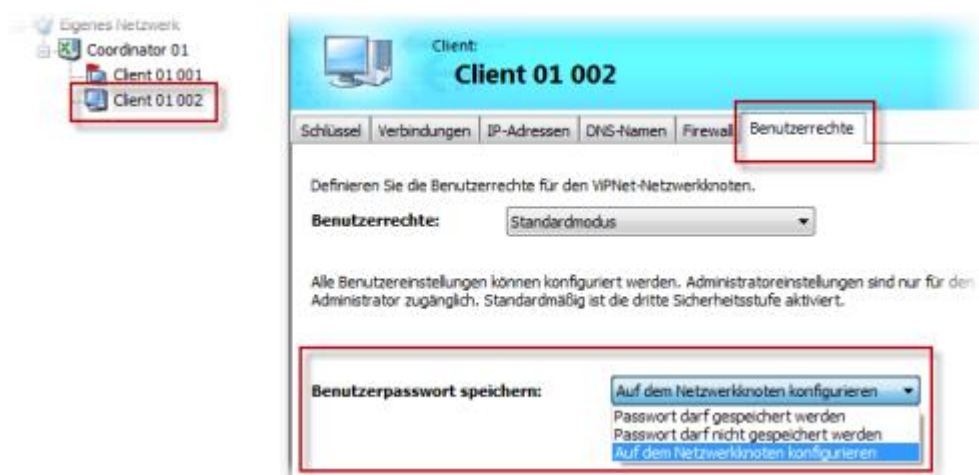 Eigenes Netzwerk
Coordinator 01
Client 01 001
Client 01 002
Client:
Client 01 002
Schlüssel
Verbindungen
IP-Adressen
DNS-Namen
Firewall
Benutzerrechte
Definieren Sie die Benutzerrechte für den ViPNet-Netzwerkknoten.
Benutzerrechte:
Standardmodus
Alle Benutzereinstellungen können konfiguriert werden. Administratoreinstellungen sind nur für den
Administrator zugänglich. Standardmäßig ist die dritte Sicherheitsstufe aktiviert.
Benutzerpasswort speichern:
Auf dem Netzwerkknoten konfigurieren
Passwort darf gespeichert werden
Passwort darf nicht gespeichert werden
Auf dem Netzwerkknoten konfigurieren